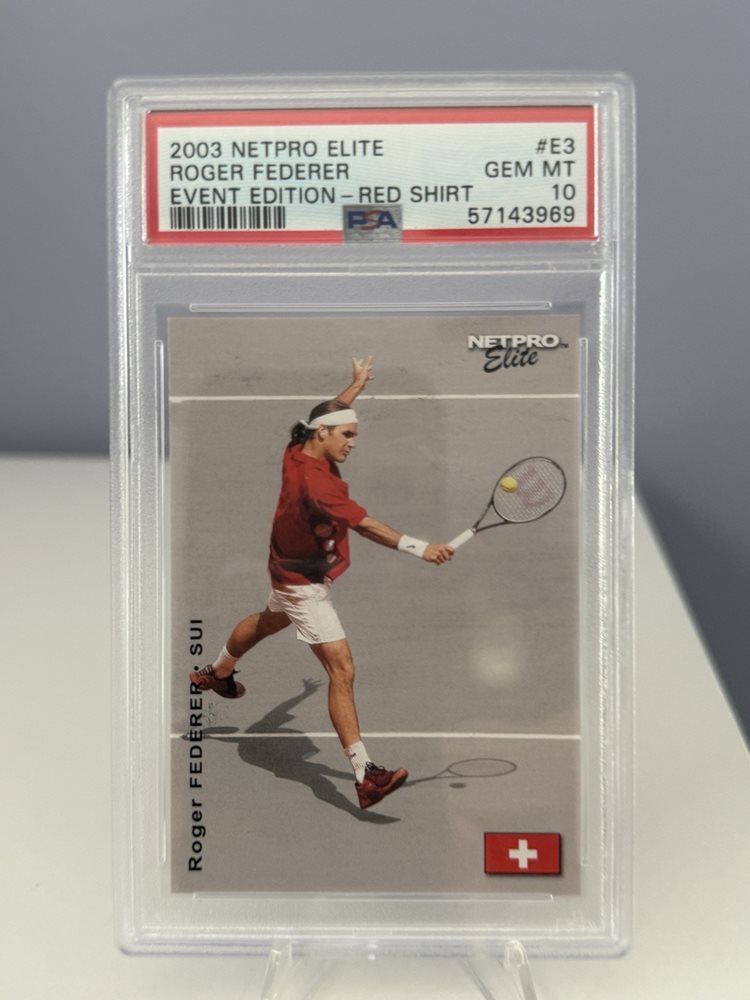 2003 NETPRO ELITE #E3
ROGER FEDERER GEM MT
EVENT EDITION – RED SHIRT 10
PSA 57143969
NETPRO™
Elite
Roger FEDERER • SUI